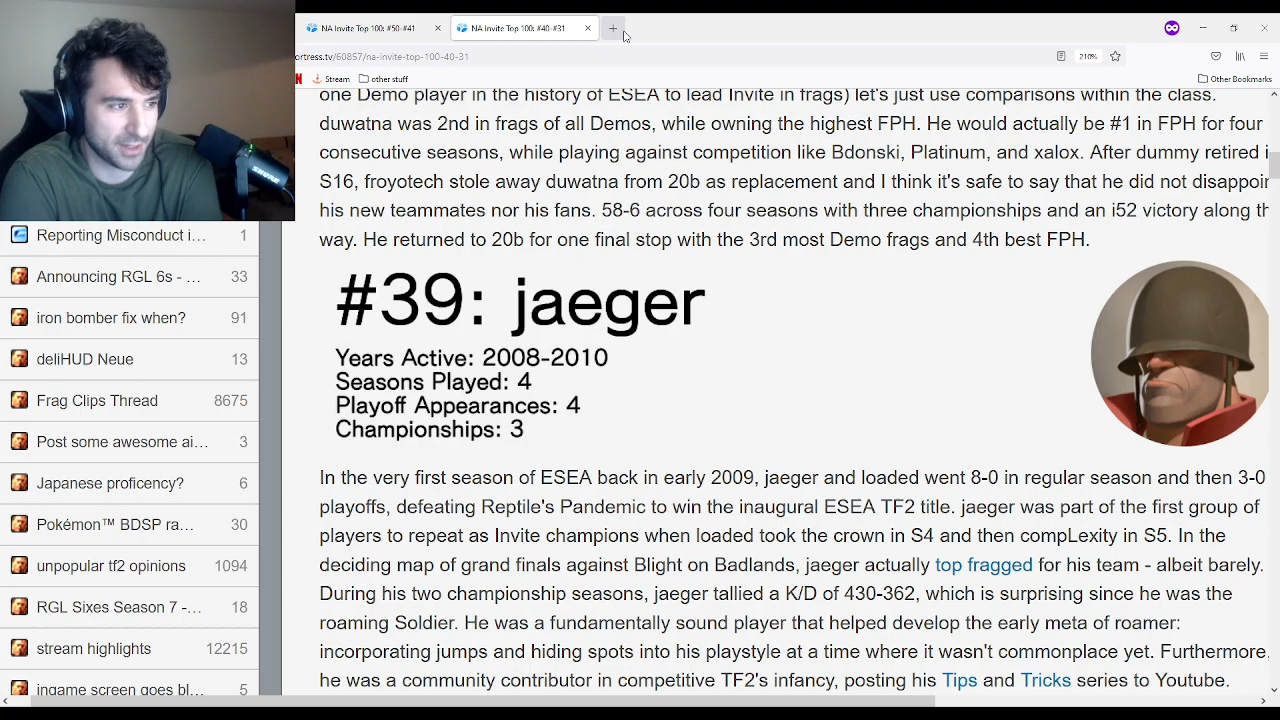 NA Invite Top 100: #50-#41
NA Invite Top 100: #40-#31
ortress.tv/60857/na-invite-top-100-40-31
210%
Stream
other stuff
Other Bookmarks
one Demo player in the history of ESEA to lead Invite in frags) let's just use comparisons within the class.
duwatna was 2nd in frags of all Demos, while owning the highest FPH. He would actually be #1 in FPH for four
consecutive seasons, while playing against competition like Bdonski, Platinum, and xalox. After dummy retired i
S16, froyotech stole away duwatna from 20b as replacement and I think it's safe to say that he did not disappoin
his new teammates nor his fans. 58-6 across four seasons with three championships and an i52 victory along th
way. He returned to 20b for one final stop with the 3rd most Demo frags and 4th best FPH.
#39: jaeger
Years Active: 2008-2010
Seasons Played: 4
Playoff Appearances: 4
Championships: 3
In the very first season of ESEA back in early 2009, jaeger and loaded went 8-0 in regular season and then 3-0
playoffs, defeating Reptile's Pandemic to win the inaugural ESEA TF2 title. jaeger was part of the first group of
players to repeat as Invite champions when loaded took the crown in S4 and then compLexity in S5. In the
deciding map of grand finals against Blight on Badlands, jaeger actually top fragged for his team - albeit barely.
During his two championship seasons, jaeger tallied a K/D of 430-362, which is surprising since he was the
roaming Soldier. He was a fundamentally sound player that helped develop the early meta of roamer:
incorporating jumps and hiding spots into his playstyle at a time where it wasn't commonplace yet. Furthermore,
he was a community contributor in competitive TF2's infancy, posting his Tips and Tricks series to Youtube.
Reporting Misconduct i... 1
Announcing RGL 6s - ... 33
iron bomber fix when? 91
deliHUD Neue 13
Frag Clips Thread 8675
Post some awesome ai... 3
Japanese proficency? 6
Pokémon™ BDSP ra... 30
unpopular tf2 opinions 1094
RGL Sixes Season 7 -... 18
stream highlights 12215
ingame screen goes bl... 5
SHURE